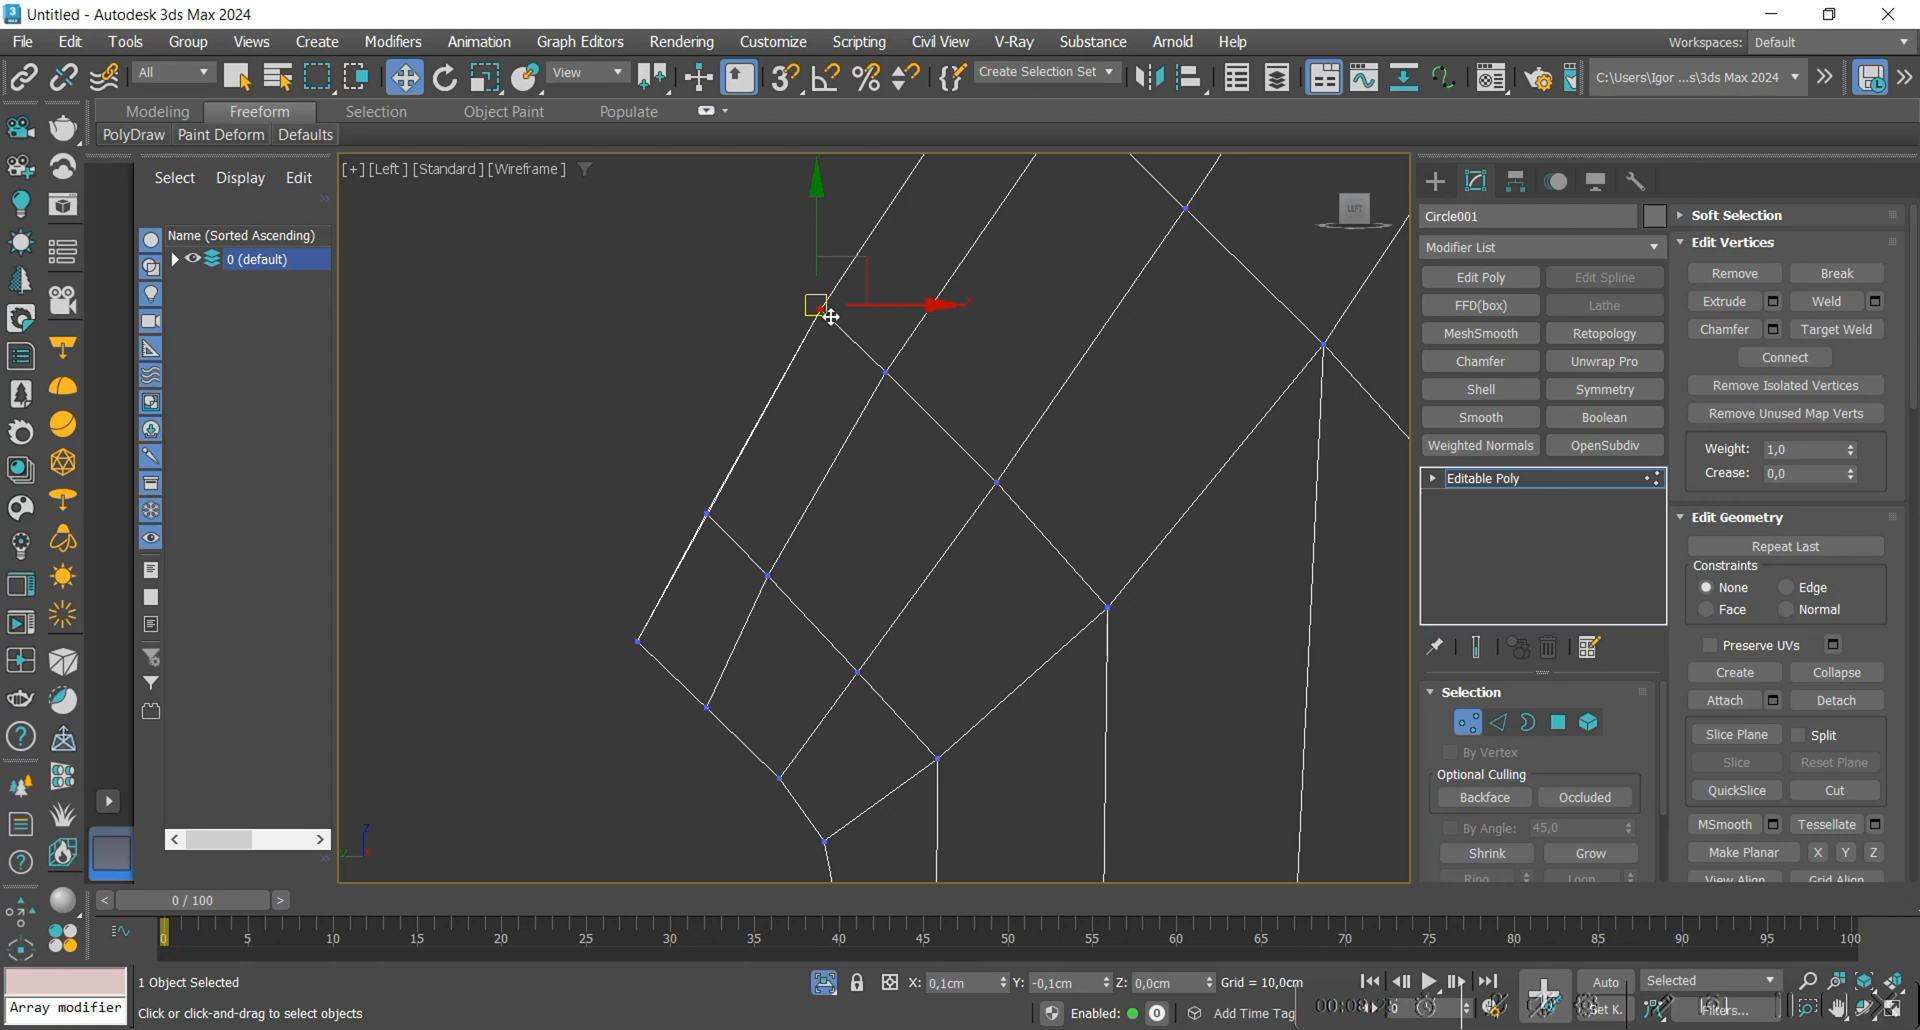 Untitled - Autodesk 3ds Max 2024
File Edit Tools Group Views Create Modifiers Animation Graph Editors Rendering Customize Scripting Civil View V-Ray Substance Arnold Help
Workspaces: Default
All View Create Selection Set C:\Users\Igor ...s\3ds Max 2024
Modeling Freeform Selection Object Paint Populate
PolyDraw Paint Deform Defaults
Select Display Edit
Name (Sorted Ascending)
0 (default)
[+] [Left ] [Standard ] [Wireframe ]
LEFT
x
z
y
Circle001
Modifier List
Edit Poly Edit Spline
FFD(box) Lathe
MeshSmooth Retopology
Chamfer Unwrap Pro
Shell Symmetry
Smooth Boolean
Weighted Normals OpenSubdiv
Editable Poly
Selection
By Vertex
Optional Culling
Backface Occluded
By Angle: 45,0
Shrink Grow
Ring Loop
Soft Selection
Edit Vertices
Remove Break
Extrude Weld
Chamfer Target Weld
Connect
Remove Isolated Vertices
Remove Unused Map Verts
Weight: 1,0
Crease: 0,0
Edit Geometry
Repeat Last
Constraints
None Edge
Face Normal
Preserve UVs
Create Collapse
Attach Detach
Slice Plane Split
Slice Reset Plane
QuickSlice Cut
MSmooth Tessellate
Make Planar X Y Z
View Align Grid Align
< 0 / 100 >
0 5 10 15 20 25 30 35 40 45 50 55 60 65 70 75 80 85 90 95 100
1 Object Selected
X: 0,1cm Y: -0,1cm Z: 0,0cm Grid = 10,0cm
Auto Selected
Array modifier
Click or click-and-drag to select objects
Enabled: 0 Add Time Tag
0
Set K. Filters...